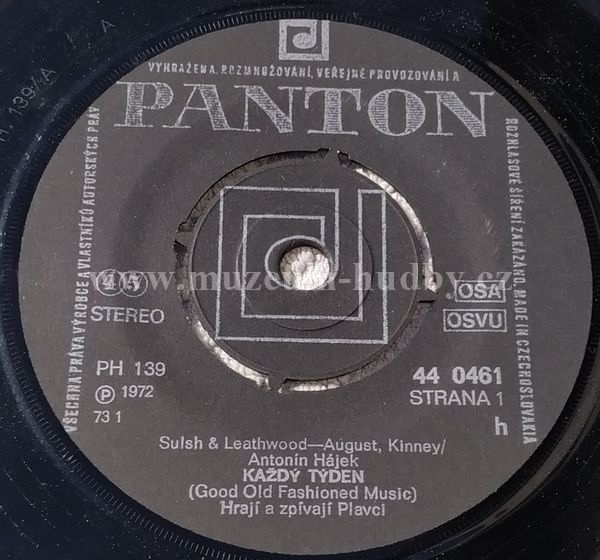 VYHRAŽENA. ROZMNOŽOVÁNÍ, VEŘEJNÉ PROVOZOVÁNÍ A
PANTON
VŠECHNA PRÁVA VÝROBCE A VLASTNÍKŮ AUTORSKÝCH PRÁV
ROZHLASOVÉ ŠÍŘENÍ ZAKÁZÁNO. MADE IN CZECHOSLOVAKIA
www.muzeum-hudby.cz
45
STEREO
OSA
OSVU
PH 139
Ⓟ 1972
73 1
44 0461
STRANA 1
h
Sulsh & Leathwood—August, Kinney/
Antonín Hájek
KAŽDÝ TÝDEN
(Good Old Fashioned Music)
Hrají a zpívají Plavci